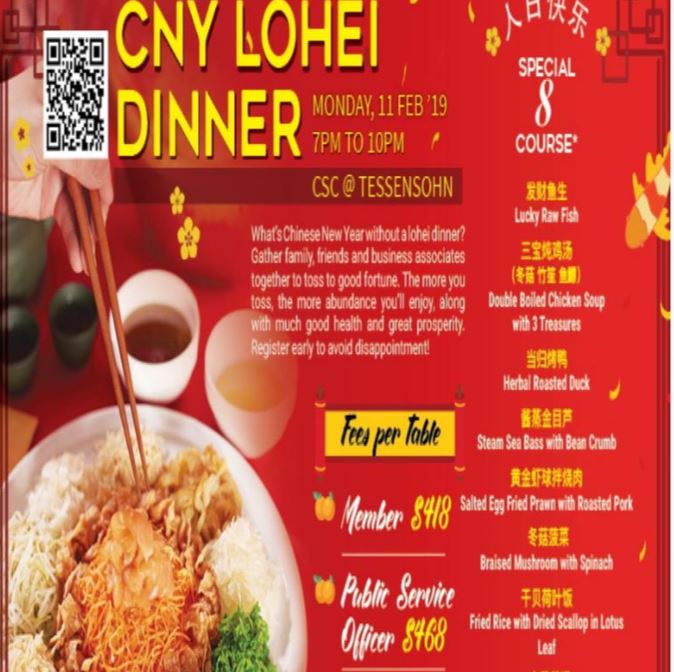 CNY LOHEI
DINNER
MONDAY, 11 FEB '19
7PM TO 10PM
CSC @ TESSENSOHN
What's Chinese New Year without a lohei dinner?
Gather family, friends and business associates
together to toss to good fortune. The more you
toss, the more abundance you'll enjoy, along
with much good health and great prosperity.
Register early to avoid disappointment!
Fees per Table
Member $418
Public Service
Officer $468
人日快乐
SPECIAL
8
COURSE*
发财鱼生
Lucky Raw Fish
三宝炖鸡汤
(冬菇 竹笙 鱼鳔)
Double Boiled Chicken Soup
with 3 Treasures
当归烤鸭
Herbal Roasted Duck
酱蒸金目芦
Steam Sea Bass with Bean Crumb
黄金虾球拌烧肉
Salted Egg Fried Prawn with Roasted Pork
冬菇菠菜
Braised Mushroom with Spinach
干贝荷叶饭
Fried Rice with Dried Scallop in Lotus
Leaf